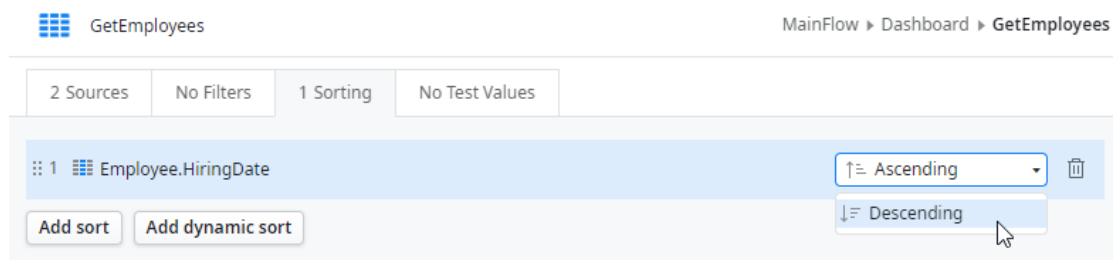 GetEmployees
MainFlow ▸ Dashboard ▸ GetEmployees
2 Sources No Filters 1 Sorting No Test Values
1 Employee.HiringDate Ascending
Descending
Add sort Add dynamic sort